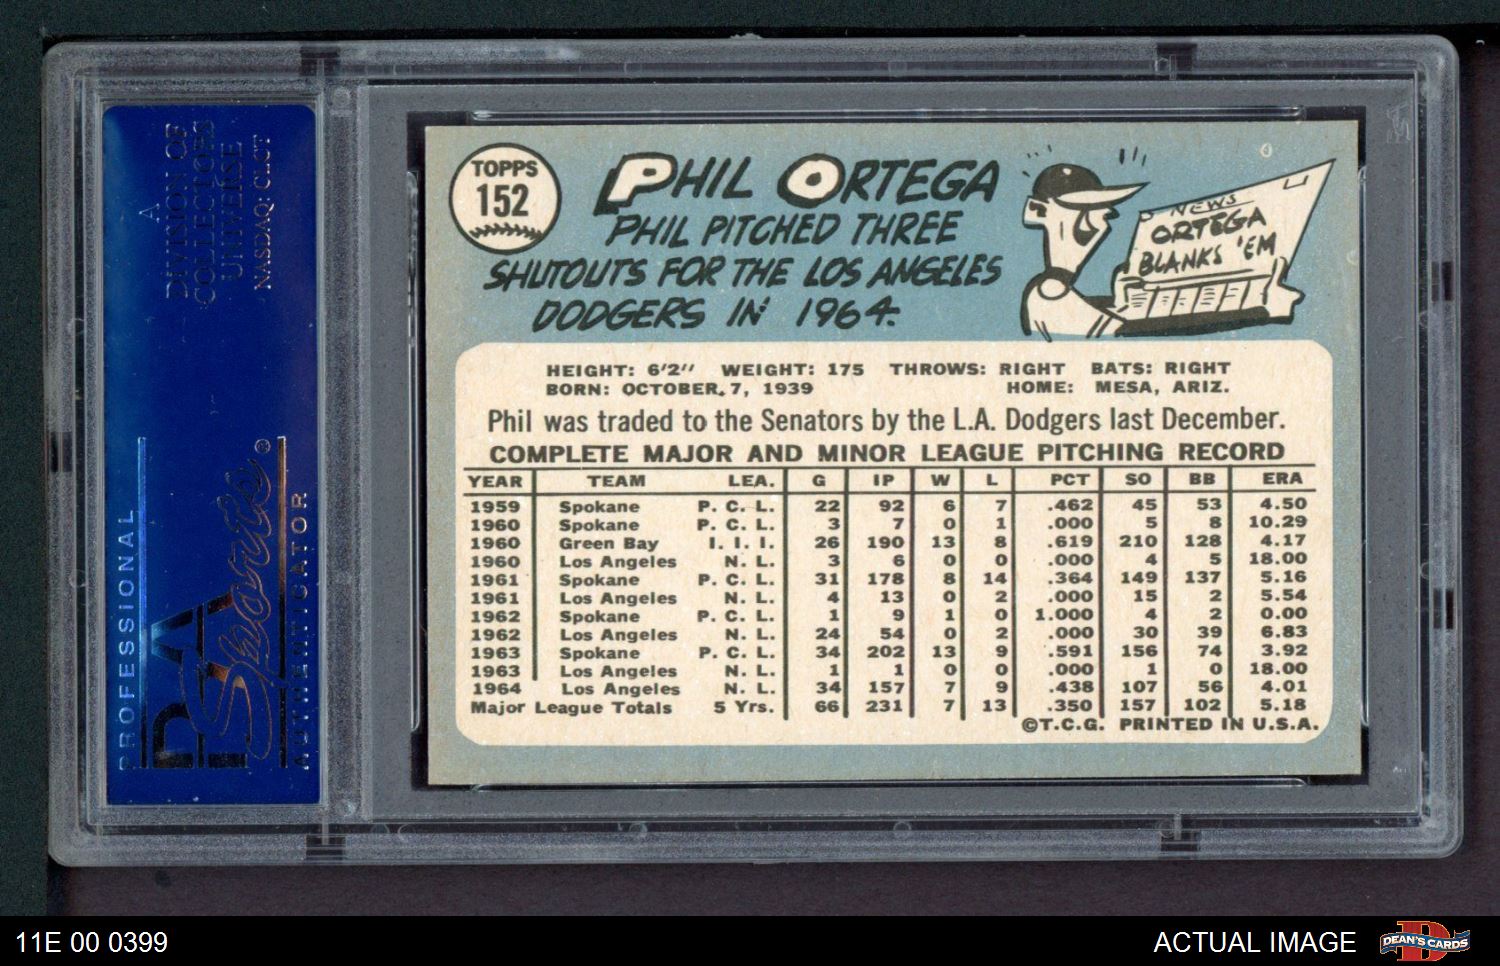 A
DIVISION OF
COLLECTORS
UNIVERSE
NASDAQ: CLCT
PROFESSIONAL
PSA
Sports ®
AUTHENTICATOR
TOPPS
152
PHIL ORTEGA
PHIL PITCHED THREE
SHUTOUTS FOR THE LOS ANGELES
DODGERS IN 1964.
NEWS
ORTEGA
BLANKS 'EM
HEIGHT: 6'2" WEIGHT: 175 THROWS: RIGHT BATS: RIGHT
BORN: OCTOBER 7, 1939 HOME: MESA, ARIZ.
Phil was traded to the Senators by the L.A. Dodgers last December.
COMPLETE MAJOR AND MINOR LEAGUE PITCHING RECORD
YEAR TEAM LEA. G IP W L PCT SO BB ERA
1959 Spokane P. C. L. 22 92 6 7 .462 45 53 4.50
1960 Spokane P. C. L. 3 7 0 1 .000 5 8 10.29
1960 Green Bay I. I. I. 26 190 13 8 .619 210 128 4.17
1960 Los Angeles N. L. 3 6 0 0 .000 4 5 18.00
1961 Spokane P. C. L. 31 178 8 14 .364 149 137 5.16
1961 Los Angeles N. L. 4 13 0 2 .000 15 2 5.54
1962 Spokane P. C. L. 1 9 1 0 1.000 4 2 0.00
1962 Los Angeles N. L. 24 54 0 2 .000 30 39 6.83
1963 Spokane P. C. L. 34 202 13 9 .591 156 74 3.92
1963 Los Angeles N. L. 1 1 0 0 .000 1 0 18.00
1964 Los Angeles N. L. 34 157 7 9 .438 107 56 4.01
Major League Totals 5 Yrs. 66 231 7 13 .350 157 102 5.18
©T.C.G. PRINTED IN U.S.A.
11E 00 0399
ACTUAL IMAGE
D
DEAN'S CARDS